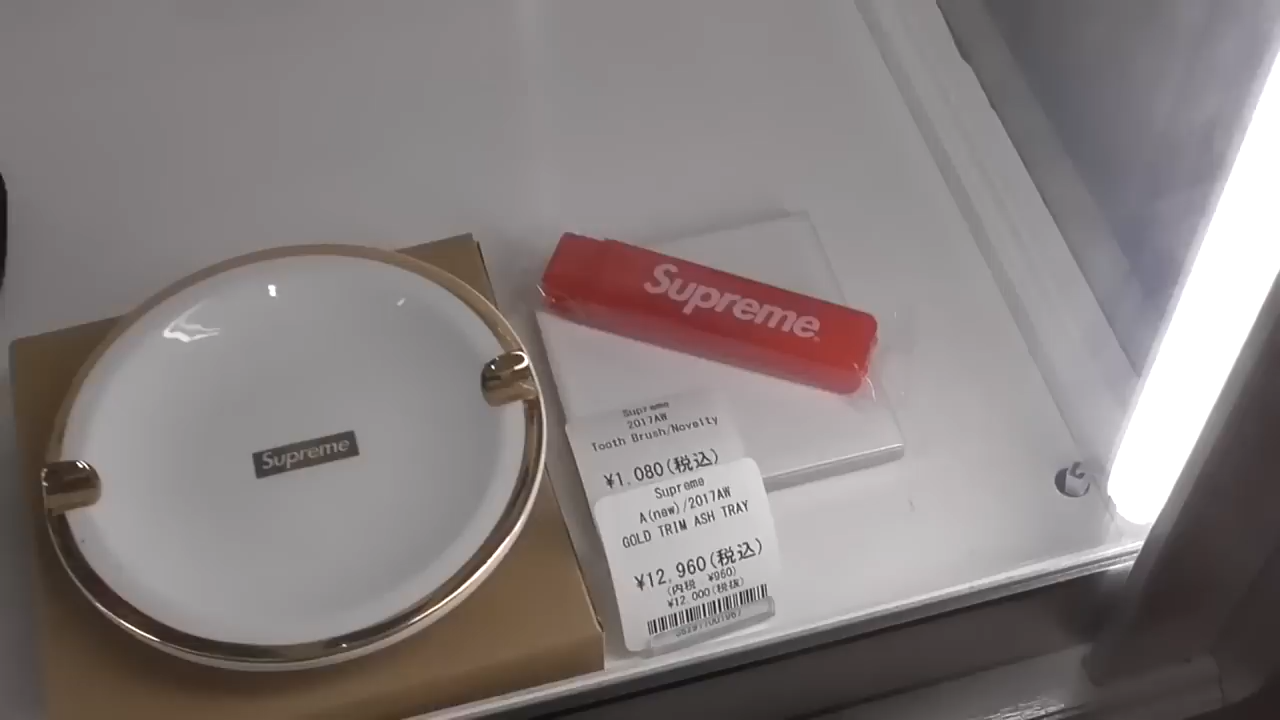 Supreme
Supreme
Supreme
2017AW
Tooth Brush/Novelty
¥1,080(税込)
Supreme
A(new)/2017AW
GOLD TRIM ASH TRAY
¥12,960(税込)
(内税 ¥960)
¥12,000(税抜)